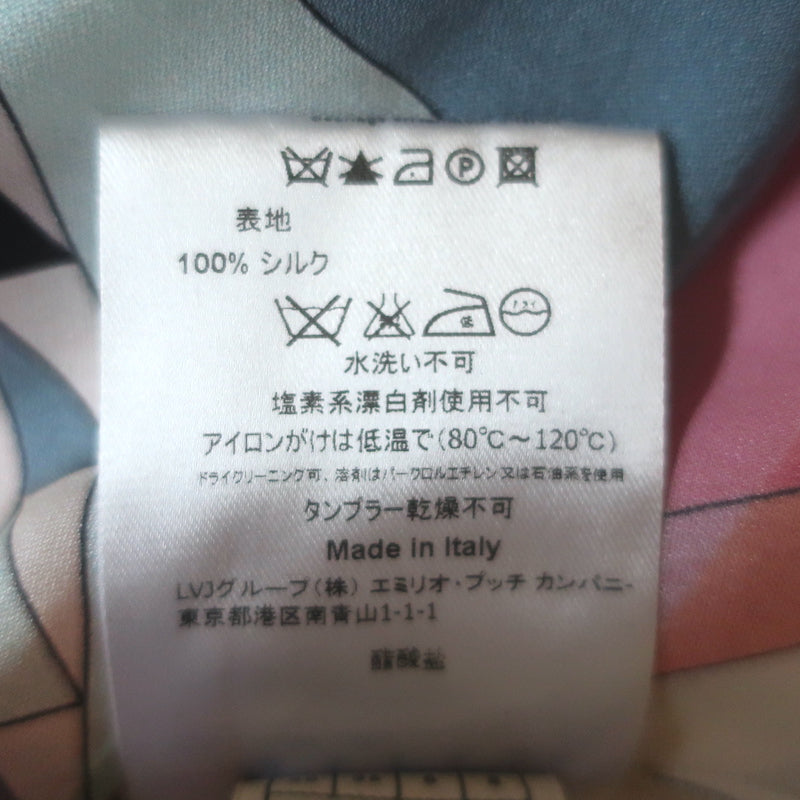 P
表地
100% シルク
低
ドライ
水洗い不可
塩素系漂白剤使用不可
アイロンがけは低温で(80℃~120℃)
ドライクリーニング可、溶剤はパークロルエチレン又は石油系を使用
タンブラー乾燥不可
Made in Italy
LVJグループ(株) エミリオ・プッチ カンパニー
東京都港区南青山1-1-1
酸